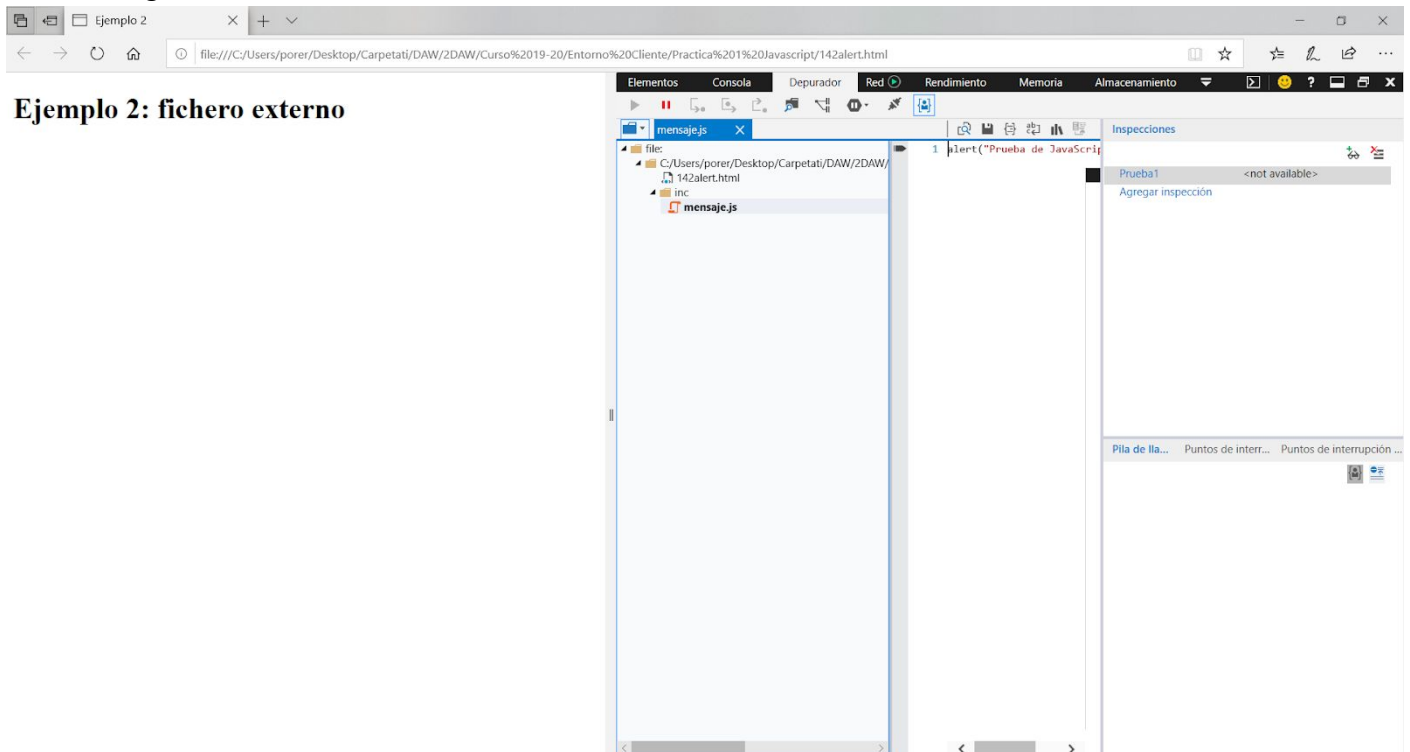 Ejemplo 2
file:///C:/Users/porer/Desktop/Carpetati/DAW/2DAW/Curso%2019-20/Entorno%20Cliente/Practica%201%20Javascript/142alert.html
Elementos Consola Depurador Red Rendimiento Memoria Almacenamiento ?
Ejemplo 2: fichero externo
mensaje.js
Inspecciones
file:
1 alert("Prueba de JavaScrip
C:/Users/porer/Desktop/Carpetati/DAW/2DAW/
142alert.html
Prueba1 <not available>
inc
Agregar inspección
mensaje.js
Pila de lla... Puntos de interr... Puntos de interrupción ...